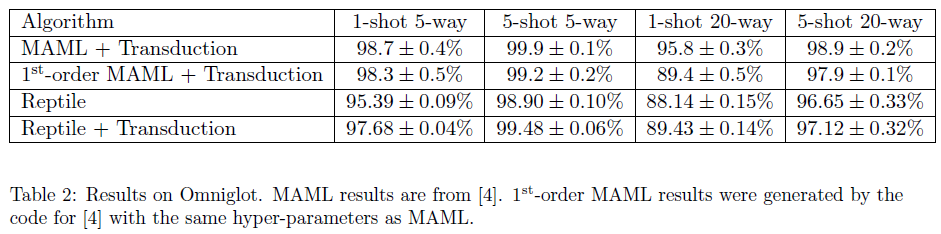 Algorithm 1-shot 5-way 5-shot 5-way 1-shot 20-way 5-shot 20-way
MAML + Transduction 98.7 ± 0.4% 99.9 ± 0.1% 95.8 ± 0.3% 98.9 ± 0.2%
1st-order MAML + Transduction 98.3 ± 0.5% 99.2 ± 0.2% 89.4 ± 0.5% 97.9 ± 0.1%
Reptile 95.39 ± 0.09% 98.90 ± 0.10% 88.14 ± 0.15% 96.65 ± 0.33%
Reptile + Transduction 97.68 ± 0.04% 99.48 ± 0.06% 89.43 ± 0.14% 97.12 ± 0.32%
Table 2: Results on Omniglot. MAML results are from [4]. 1st-order MAML results were generated by the
code for [4] with the same hyper-parameters as MAML.